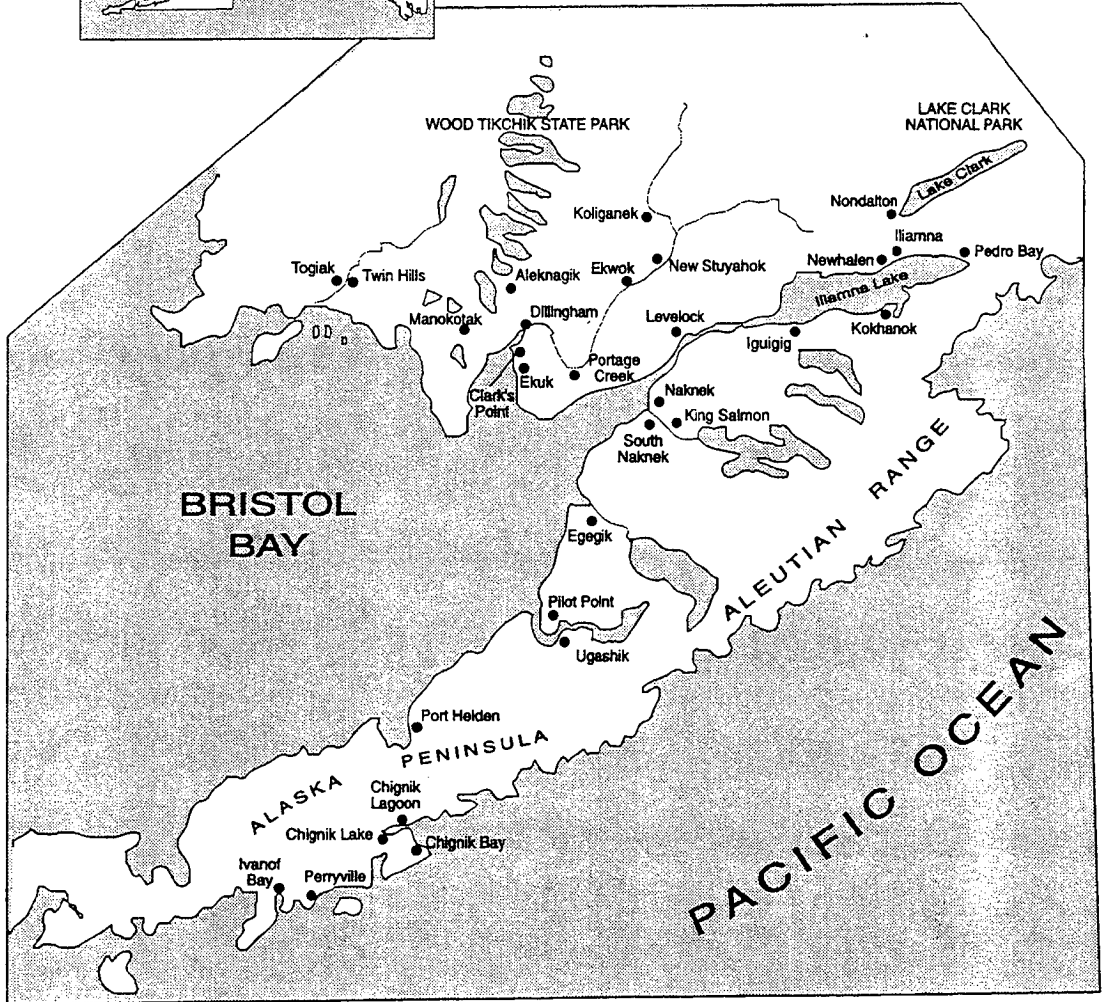 WOOD TIKCHIK STATE PARK
LAKE CLARK
NATIONAL PARK
Lake Clark
Nondalton
Koliganek
Iliamna
Newhalen
Pedro Bay
Togiak
Twin Hills
Aleknagik
Ekwok
New Stuyahok
Iliamna Lake
Manokotak
Dillingham
Levelock
Iguigig
Kokhanok
Portage
Creek
Ekuk
Clark's
Point
Naknek
King Salmon
South
Naknek
BRISTOL
BAY
ALEUTIAN RANGE
Egegik
Pilot Point
Ugashik
Port Heiden
ALASKA PENINSULA
Chignik
Lagoon
Chignik Lake
Chignik Bay
Ivanof
Bay
Perryville
PACIFIC OCEAN